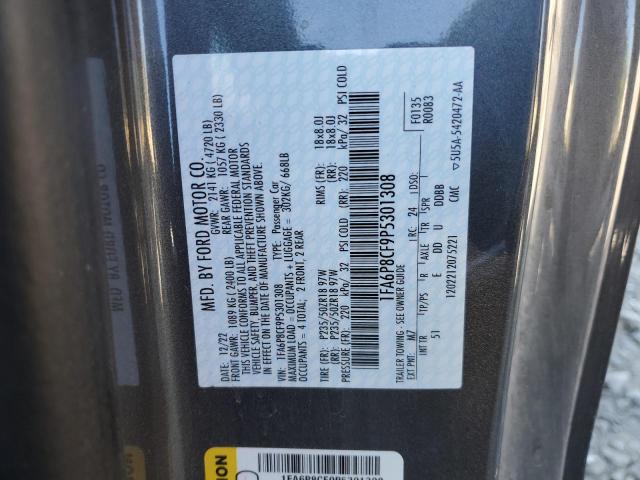 MFD. BY FORD MOTOR CO.
12/22 GVWR: 2141 KG ( 4720 LB)
FRONT GAWR: 1089 KG ( 2400 LB) REAR GAWR: 1057 KG ( 2330 LB)
THIS VEHICLE CONFORMS TO ALL APPLICABLE FEDERAL MOTOR
VEHICLE SAFETY, BUMPER, AND THEFT PREVENTION STANDARDS
IN EFFECT ON THE DATE OF MANUFACTURE SHOWN ABOVE.
VIN: 1FA6P8CF9P5301308 TYPE: Passenger Car
MAXIMUM LOAD = OCCUPANTS + LUGGAGE = 302KG/ 668LB
OCCUPANTS = 4 TOTAL: 2 FRONT, 2 REAR
TIRE (FR): P235/50ZR18 97W RIMS (FR): 18x8.0J
TIRE (RR): P235/50ZR18 97W (RR): 18x8.0J
PRESSURE (FR): 220 kPa/ 32 PSI COLD (RR): 220 kPa/ 32 PSI COLD
1FA6P8CF9P5301308
TRAILER TOWING - SEE OWNER GUIDE
EXT PNT: M7 RC: 24 DSO: F0135
R0083
INT TR TP/PS R AXLE TR SPR
51 E DD U DDBB
1202212075221 CMC ▽5U5A-5420472-AA
1FA6P8CF9P5301308